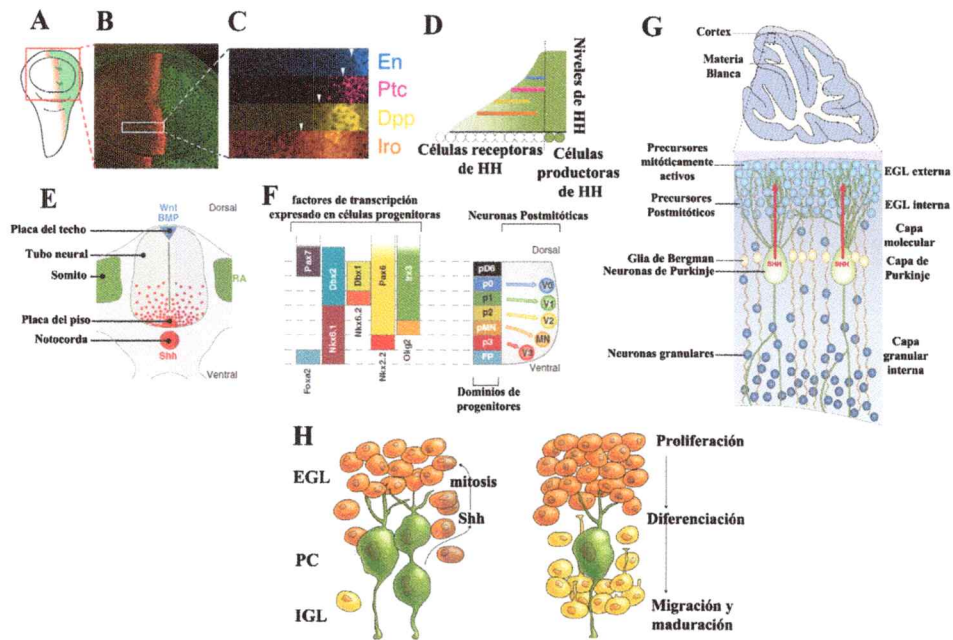 A
B
C
En
Ptc
Dpp
Iro
D
Niveles de HH
Células receptoras
de HH
Células
productoras
de HH
G
Cortex
Materia
Blanca
Precursores
mitóticamente
activos
Precursores
Postmitóticos
Glia de Bergman
Neuronas de Purkinje
Neuronas granulares
SHH
SHH
EGL externa
EGL interna
Capa
molecular
Capa de
Purkinje
Capa
granular
interna
E
Wnt
BMP
Dorsal
Placa del techo
Tubo neural
Somito
RA
Placa del piso
Notocorda
Shh
Ventral
F
factores de transcripción
expresado en células progenitoras
Pax7
Dbx2
Dbx1
Pax6
Irx3
Nkx6.1
Nkx6.2
Foxa2
Nkx2.2
Olig2
Neuronas Postmitóticas
Dorsal
pD6
p0
V0
p1
V1
p2
V2
pMN
MN
p3
V3
FP
Ventral
Dominios de
progenitores
H
EGL
mitosis
Shh
PC
IGL
Proliferación
Diferenciación
Migración y
maduración